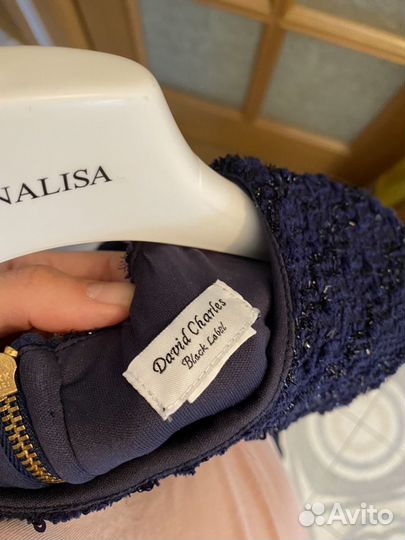 NALISA
David Charles
Black Label
Avito